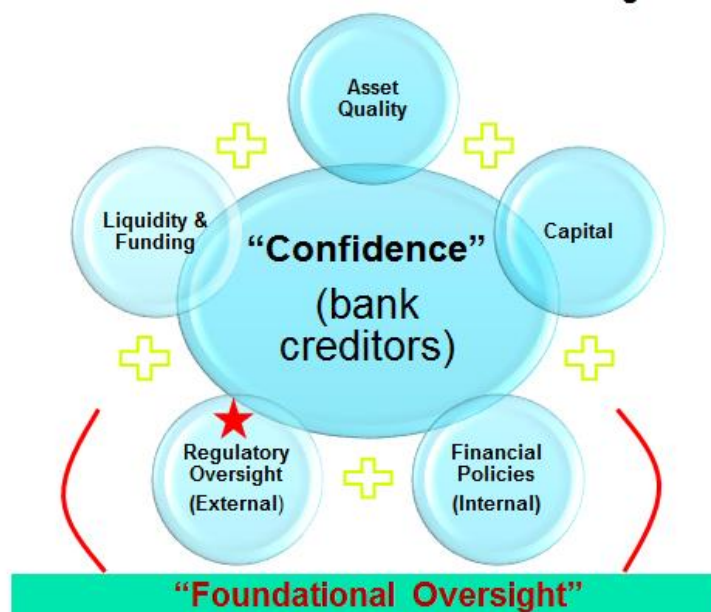 Asset
Quality
Liquidity &
Funding
Capital
“Confidence”
(bank
creditors)
Regulatory
Oversight
(External)
Financial
Policies
(Internal)
“Foundational Oversight”